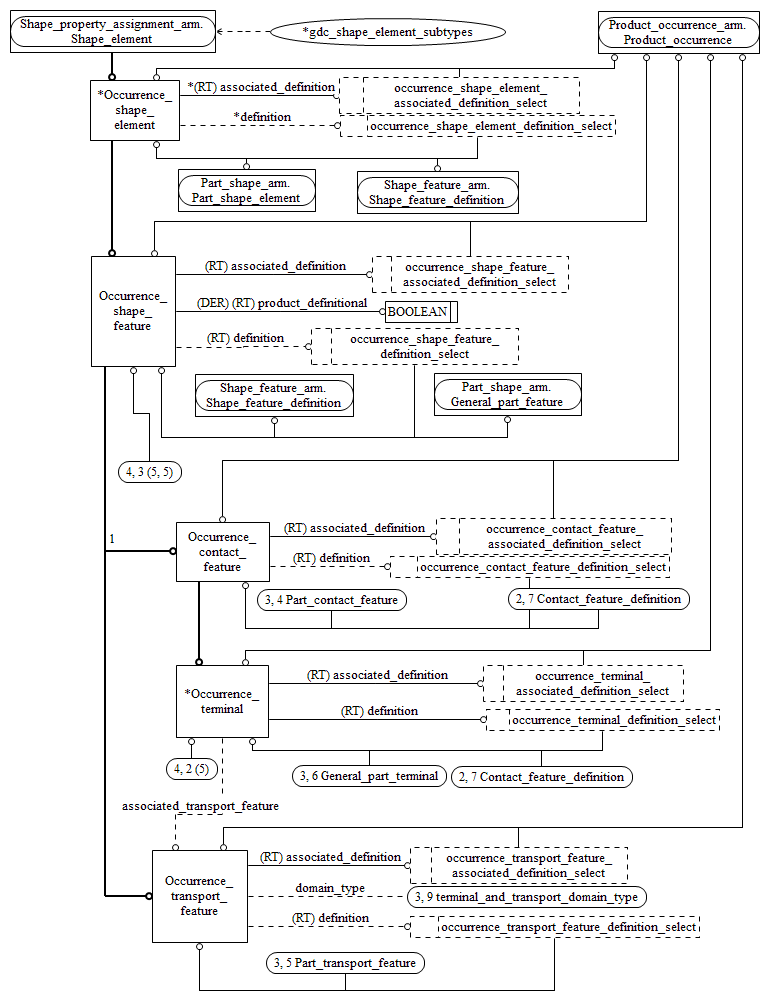 Shape_property_assignment_arm.
Shape_element
*gdc_shape_element_subtypes
Product_occurrence_arm.
Product_occurrence
*Occurrence_
shape_
element
*(RT) associated_definition
occurrence_shape_element_
associated_definition_select
*definition
occurrence_shape_element_definition_select
Part_shape_arm.
Part_shape_element
Shape_feature_arm.
Shape_feature_definition
Occurrence_
shape_
feature
(RT) associated_definition
occurrence_shape_feature_
associated_definition_select
(DER) (RT) product_definitional
BOOLEAN
(RT) definition
occurrence_shape_feature_
definition_select
Shape_feature_arm.
Shape_feature_definition
Part_shape_arm.
General_part_feature
4, 3 (5, 5)
1
Occurrence_
contact_
feature
(RT) associated_definition
occurrence_contact_feature_
associated_definition_select
(RT) definition
occurrence_contact_feature_definition_select
3, 4 Part_contact_feature
2, 7 Contact_feature_definition
*Occurrence_
terminal
(RT) associated_definition
occurrence_terminal_
associated_definition_select
(RT) definition
occurrence_terminal_definition_select
4, 2 (5)
3, 6 General_part_terminal
2, 7 Contact_feature_definition
associated_transport_feature
Occurrence_
transport_
feature
(RT) associated_definition
occurrence_transport_feature_
associated_definition_select
domain_type
3, 9 terminal_and_transport_domain_type
(RT) definition
occurrence_transport_feature_definition_select
3, 5 Part_transport_feature